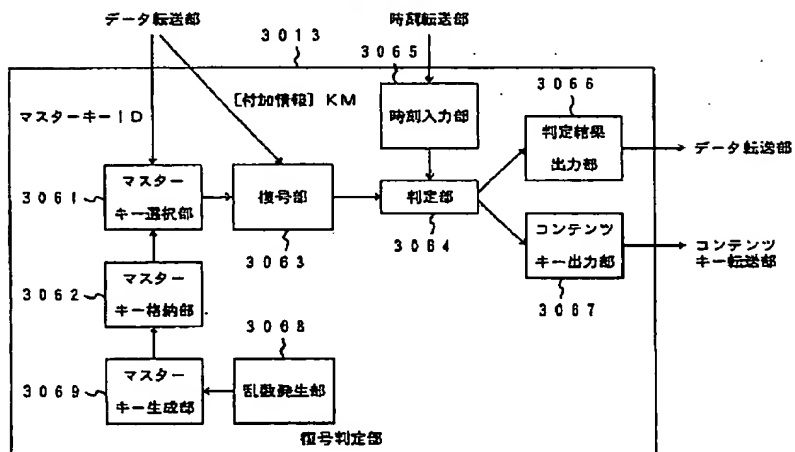 データ転送部
時刻転送部
3013
3065
マスターキーID
[付加情報] KM
時刻入力部
3066
判定結果
出力部
データ転送部
3061
マスター
キー選択部
復号部
判定部
3063
3064
コンテンツ
キー出力部
コンテンツ
キー転送部
3067
3062
マスター
キー格納部
3068
3069
マスター
キー生成部
乱数発生部
復号判定部